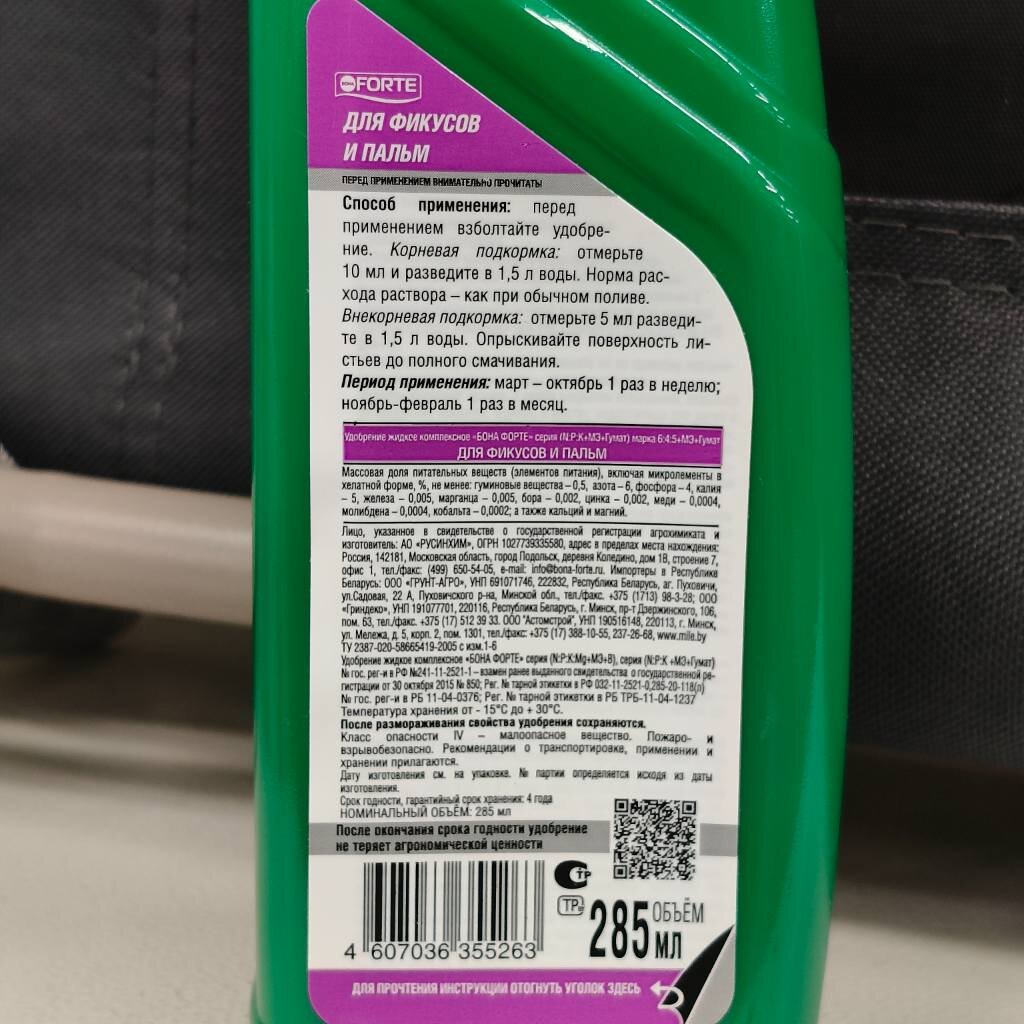 БОНА FORTE
ДЛЯ ФИКУСОВ
И ПАЛЬМ
ПЕРЕД ПРИМЕНЕНИЕМ ВНИМАТЕЛЬНО ПРОЧИТАТЬ!
Способ применения: перед
применением взболтайте удобре-
ние. Корневая подкормка: отмерьте
10 мл и разведите в 1,5 л воды. Норма рас-
хода раствора – как при обычном поливе.
Внекорневая подкормка: отмерьте 5 мл разведи-
те в 1,5 л воды. Опрыскивайте поверхность ли-
стьев до полного смачивания.
Период применения: март – октябрь 1 раз в неделю;
ноябрь-февраль 1 раз в месяц.
Удобрение жидкое комплексное «БОНА ФОРТЕ» серия (N:P:K+МЭ+Гумат) марка 6:4:5+МЭ+Гумат
ДЛЯ ФИКУСОВ И ПАЛЬМ
Массовая доля питательных веществ (элементов питания), включая микроэлементы в
хелатной форме, %, не менее: гуминовые вещества – 0,5, азота – 6, фосфора – 4, калия
– 5, железа – 0,005, марганца – 0,005, бора – 0,002, цинка – 0,002, меди – 0,0004,
молибдена – 0,0004, кобальта – 0,0002; а также кальций и магний.
Лицо, указанное в свидетельстве о государственной регистрации агрохимиката и
изготовитель: АО «РУСИНХИМ», ОГРН 1027739335580, адрес в пределах места нахождения:
Россия, 142181, Московская область, город Подольск, деревня Коледино, дом 1В, строение 7,
офис 1, тел./факс: (499) 650-54-05, e-mail: info@bona-forte.ru. Импортеры в Республике
Беларусь: ООО «ГРУНТ-АГРО», УНП 691071746, 222832, Республика Беларусь, аг. Пуховичи,
ул.Садовая, 22 А, Пуховичского р-на, Минской обл., тел./факс. +375 (1713) 98-3-28; ООО
«Гриндеко», УНП 191077701, 220116, Республика Беларусь, г. Минск, пр-т Дзержинского, 106,
пом. 63, тел./факс. +375 (17) 512 39 33. ООО "Астомстрой", УНП 190516148, 220113, г. Минск,
ул. Мележа, д. 5, корп. 2, пом. 1301, тел./факс: +375 (17) 388-10-55, 237-26-68, www.mile.by
ТУ 2387-020-58665419-2005 с изм.1-6
Удобрение жидкое комплексное «БОНА ФОРТЕ» серия (N:P:K:Mg+МЭ+В), серия (N:P:K +МЭ+Гумат)
№ гос. рег-и в РФ №241-11-2521-1 – взамен ранее выданного свидетельства о государственной ре-
гистрации от 30 октября 2015 № 850; Рег. № тарной этикетки в РФ 032-11-2521-0,285-20-118(л)
№ гос. рег-и в РБ 11-04-0376; Рег. № тарной этикетки в РБ ТРБ-11-04-1237
Температура хранения от - 15°С до + 30°С.
После размораживания свойства удобрения сохраняются.
Класс опасности IV – малоопасное вещество. Пожаро- и
взрывобезопасно. Рекомендации о транспортировке, применении и
хранении прилагаются.
Дату изготовления см. на упаковке. № партии определяется исходя из даты
изготовления.
Срок годности, гарантийный срок хранения: 4 года
НОМИНАЛЬНЫЙ ОБЪЁМ: 285 мл
После окончания срока годности удобрение
не теряет агрономической ценности
ТР
ТР
ОБЪЁМ
285 МЛ
4 607036 355263
ДЛЯ ПРОЧТЕНИЯ ИНСТРУКЦИИ ОТОГНУТЬ УГОЛОК ЗДЕСЬ